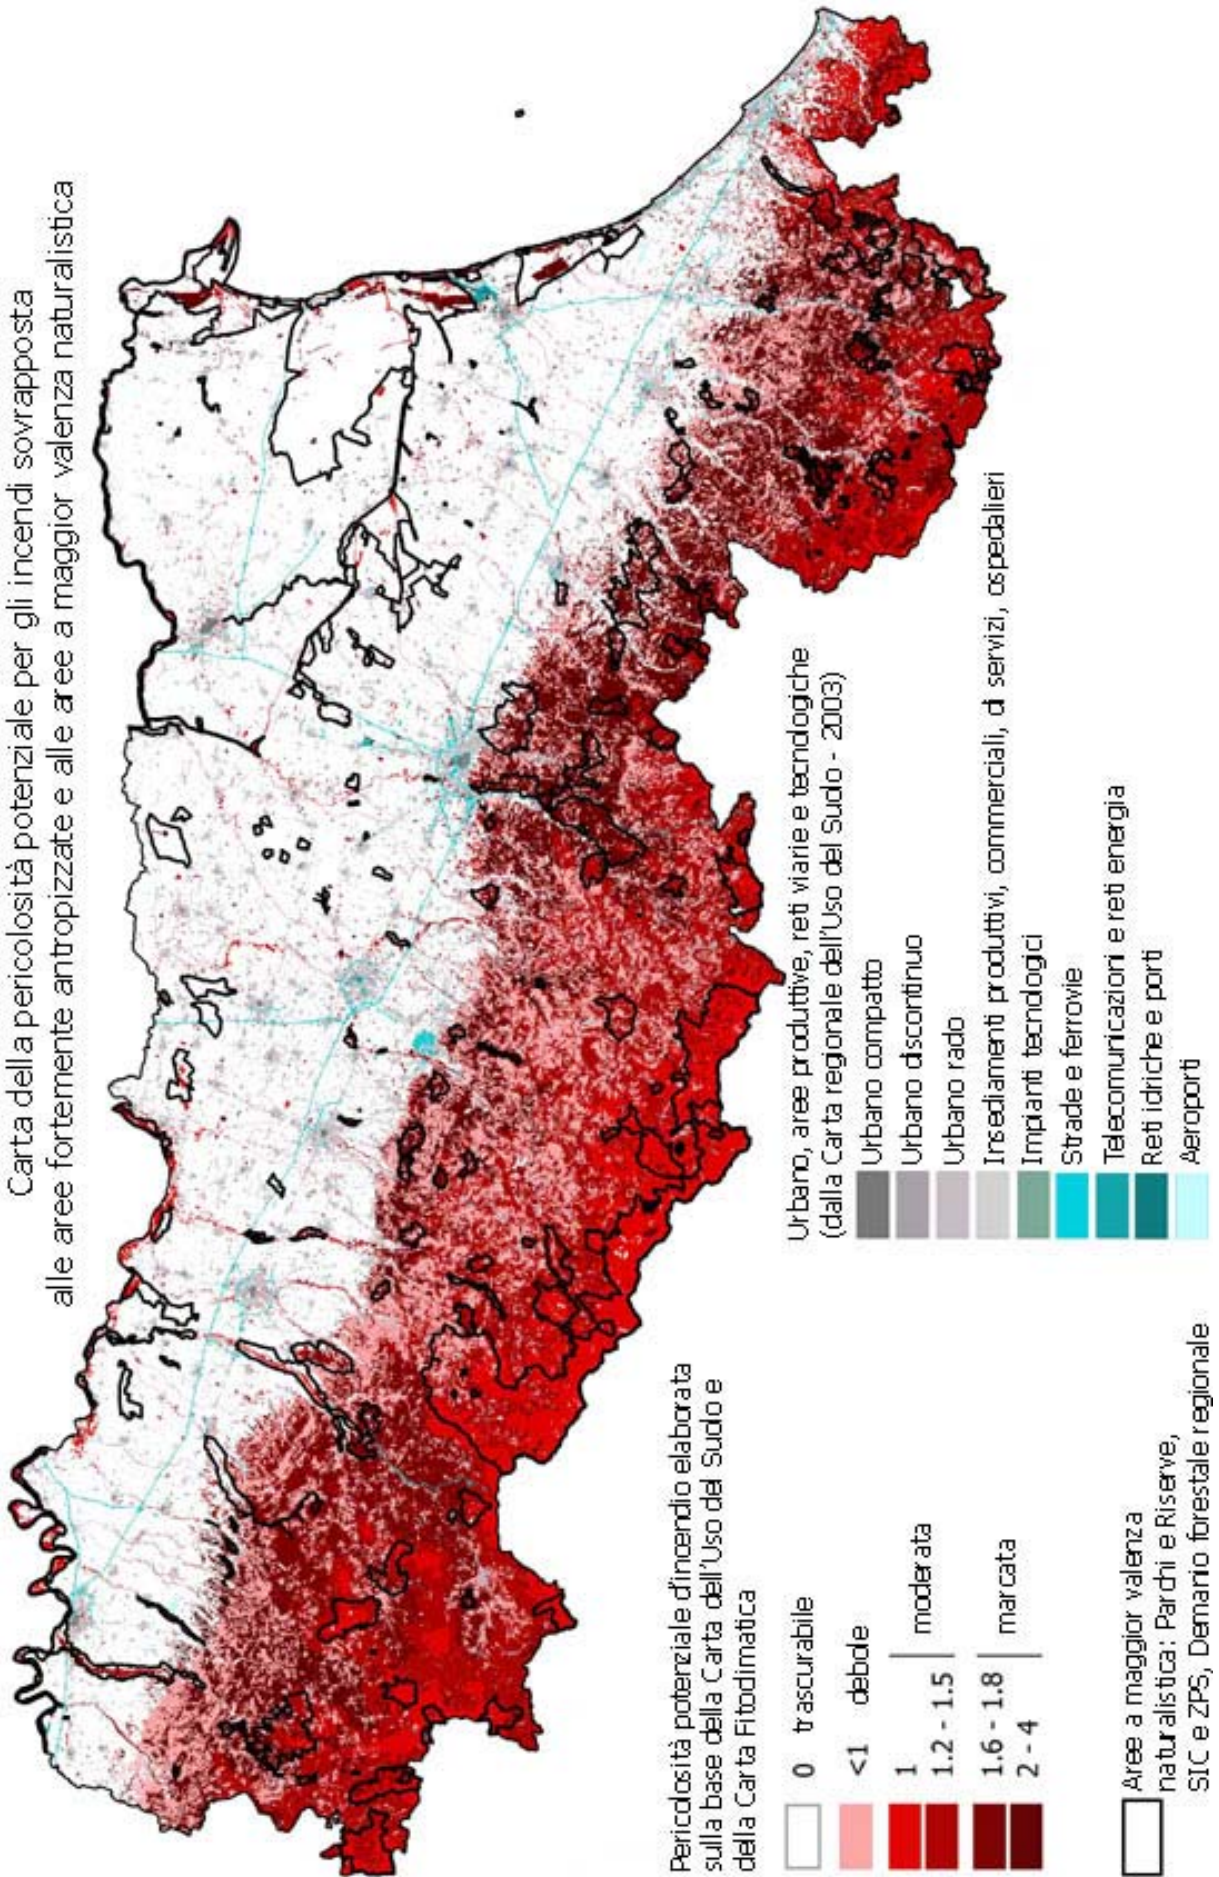 Carta della pericolosità potenziale per gli incendi sovrapposta
alle aree fortemente antropizzate e alle aree a maggior valenza naturalistica
Pericolosità potenziale d'incendio elaborata
sulla base della Carta dell'Uso del Suolo e
della Carta Fitoclimatica
0 trascurabile
<1 debole
1
1.2 - 1.5
moderata
1.6 - 1.8
2 - 4
marcata
Aree a maggior valenza
naturalistica: Parchi e Riserve,
SIC e ZPS, Demanio forestale regionale
Urbano, aree produttive, reti viarie e tecnologiche
(dalla Carta regionale dell'Uso del Suolo - 2003)
Urbano compatto
Urbano discontinuo
Urbano rado
Insediamenti produttivi, commerciali, di servizi, ospedalieri
Impianti tecnologici
Strade e ferrovie
Telecomunicazioni e reti energia
Reti idriche e porti
Aeroporti